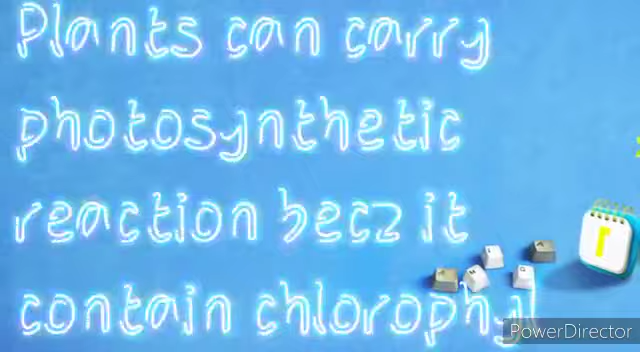 Plants can carry
photosynthetic
reaction becz it
contain chlorophyl
PowerDirector